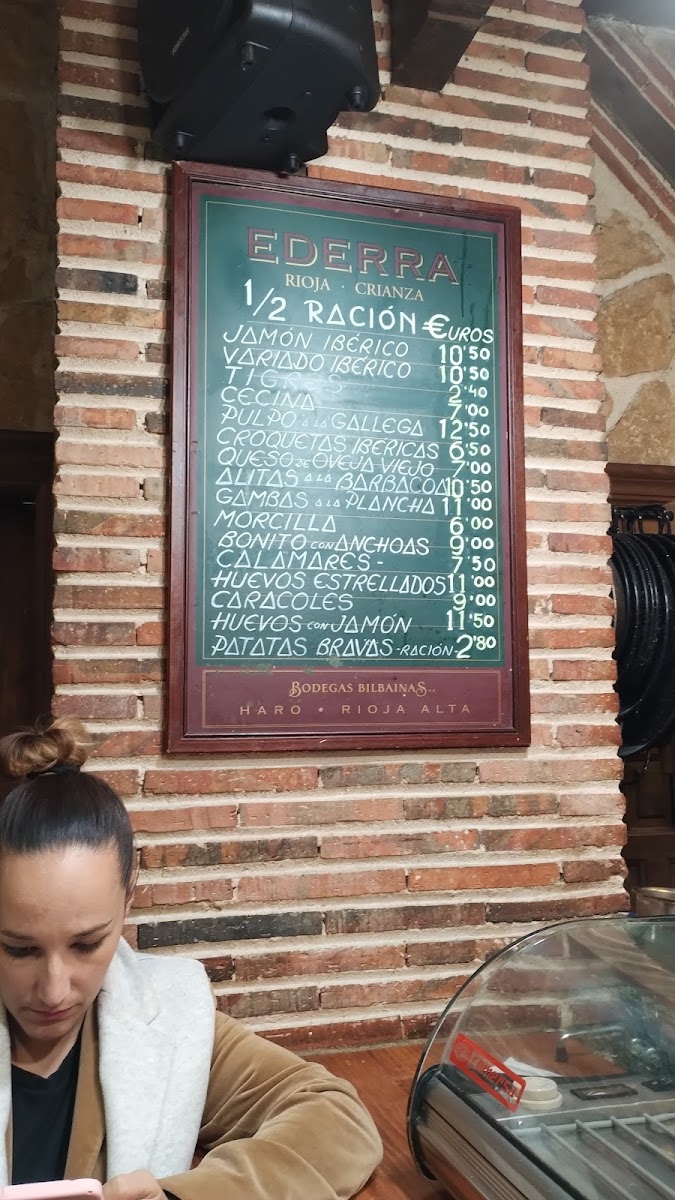 EDERRA
RIOJA · CRIANZA
1/2 RACIÓN €UROS
JAMÓN IBÉRICO 10'50
VARIADO IBÉRICO 10'50
TIGRES 2'40
CECINA 7'00
PULPO A LA GALLEGA 12'50
CROQUETAS IBERICAS 6'50
QUESO DE OVEJA VIEJO 7'00
ALITAS A LA BARBACOA 10'50
GAMBAS A LA PLANCHA 11'00
MORCILLA 6'00
BONITO CON ANCHOAS 9'00
CALAMARES - 7'50
HUEVOS ESTRELLADOS 11'00
CARACOLES 9'00
HUEVOS CON JAMÓN 11'50
PATATAS BRAVAS -RACIÓN- 2'80
BODEGAS BILBAINAS
HARO • RIOJA ALTA